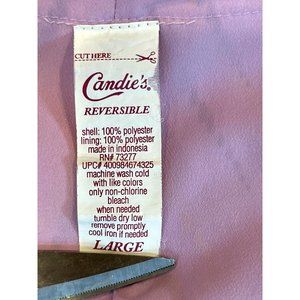 CUT HERE
Candie's
REVERSIBLE
shell: 100% polyester
lining: 100% polyester
made in indonesia
RN# 73277
UPC# 400984674325
machine wash cold
with like colors
only non-chlorine
bleach
when needed
tumble dry low
remove promptly
cool iron if needed
LARGE